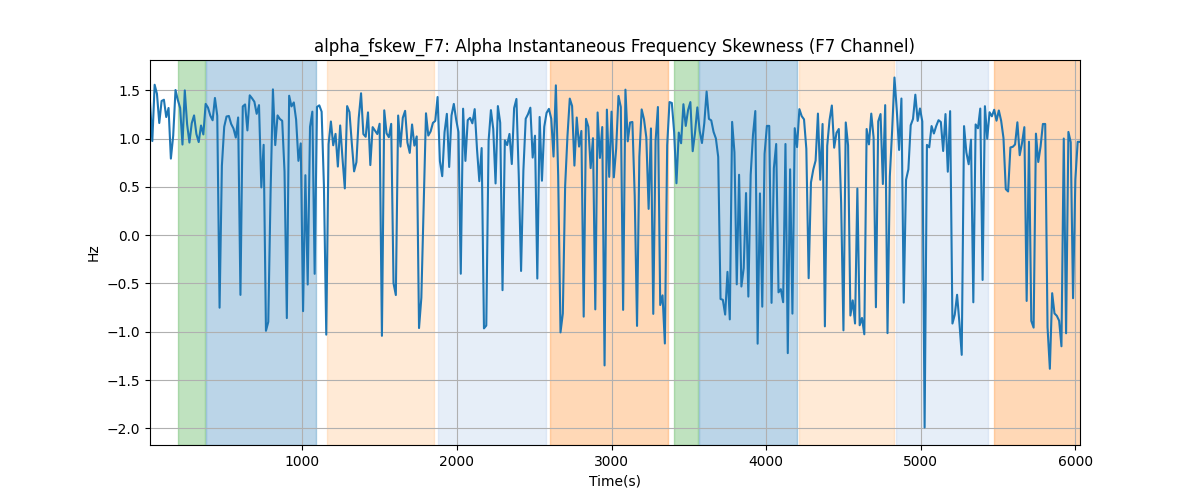 alpha_fskew_F7: Alpha Instantaneous Frequency Skewness (F7 Channel)
1.5
1.0
0.5
0.0
−0.5
−1.0
−1.5
−2.0
Hz
1000 2000 3000 4000 5000 6000
Time(s)